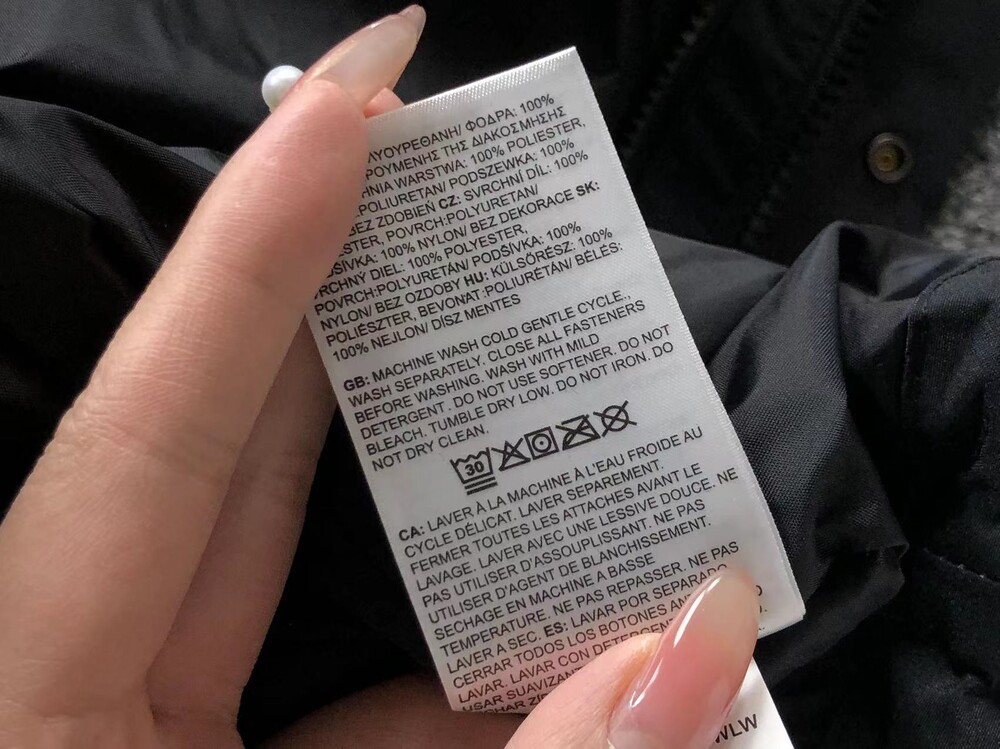 ΛΥΟΥΡΕΘΑΝΗ/ ΦΟΔΡΑ: 100%
ΡΟΥΜΕΝΗΣ ΤΗΣ ΔΙΑΚΟΣΜΗΣΗΣ
HNIA WARSTWA: 100% POLIESTER,
POLIURETAN/ PODSZEWKA: 100%
BEZ ZDOBIEŃ CZ: SVRCHNÍ DÍL: 100%
ESTER, POVRCH:POLYURETAN/
ŠÍVKA: 100% NYLON/ BEZ DEKORACE SK:
RCHNÝ DIEL: 100% POLYESTER,
POVRCH:POLYURETÁN/ PODŠÍVKA: 100%
NYLON/ BEZ OZDOBY HU: KÜLSŐRÉSZ: 100%
POLIÉSZTER, BEVONAT:POLIURETÁN/ BÉLÉS:
100% NEJLON/ DISZ MENTES
GB: MACHINE WASH COLD GENTLE CYCLE.,
WASH SEPARATELY. CLOSE ALL FASTENERS
BEFORE WASHING. WASH WITH MILD
DETERGENT. DO NOT USE SOFTENER. DO NOT
BLEACH. TUMBLE DRY LOW. DO NOT IRON. DO
NOT DRY CLEAN.
30
CA: LAVER À LA MACHINE À L'EAU FROIDE AU
CYCLE DÉLICAT. LAVER SEPAREMENT.
FERMER TOUTES LES ATTACHES AVANT LE
LAVAGE. LAVER AVEC UNE LESSIVE DOUCE. NE
PAS UTILISER D'ASSOUPLISSANT. NE PAS
UTILISER D'AGENT DE BLANCHISSEMENT.
SECHAGE EN MACHINE A BASSE
TEMPERATURE. NE PAS REPASSER. NE PAS
LAVER A SEC. ES: LAVAR POR SEPARADO
CERRAR TODOS LOS BOTONES AN
LAVAR. LAVAR CON DETERGEN
USAR SUAVIZAN
WLW